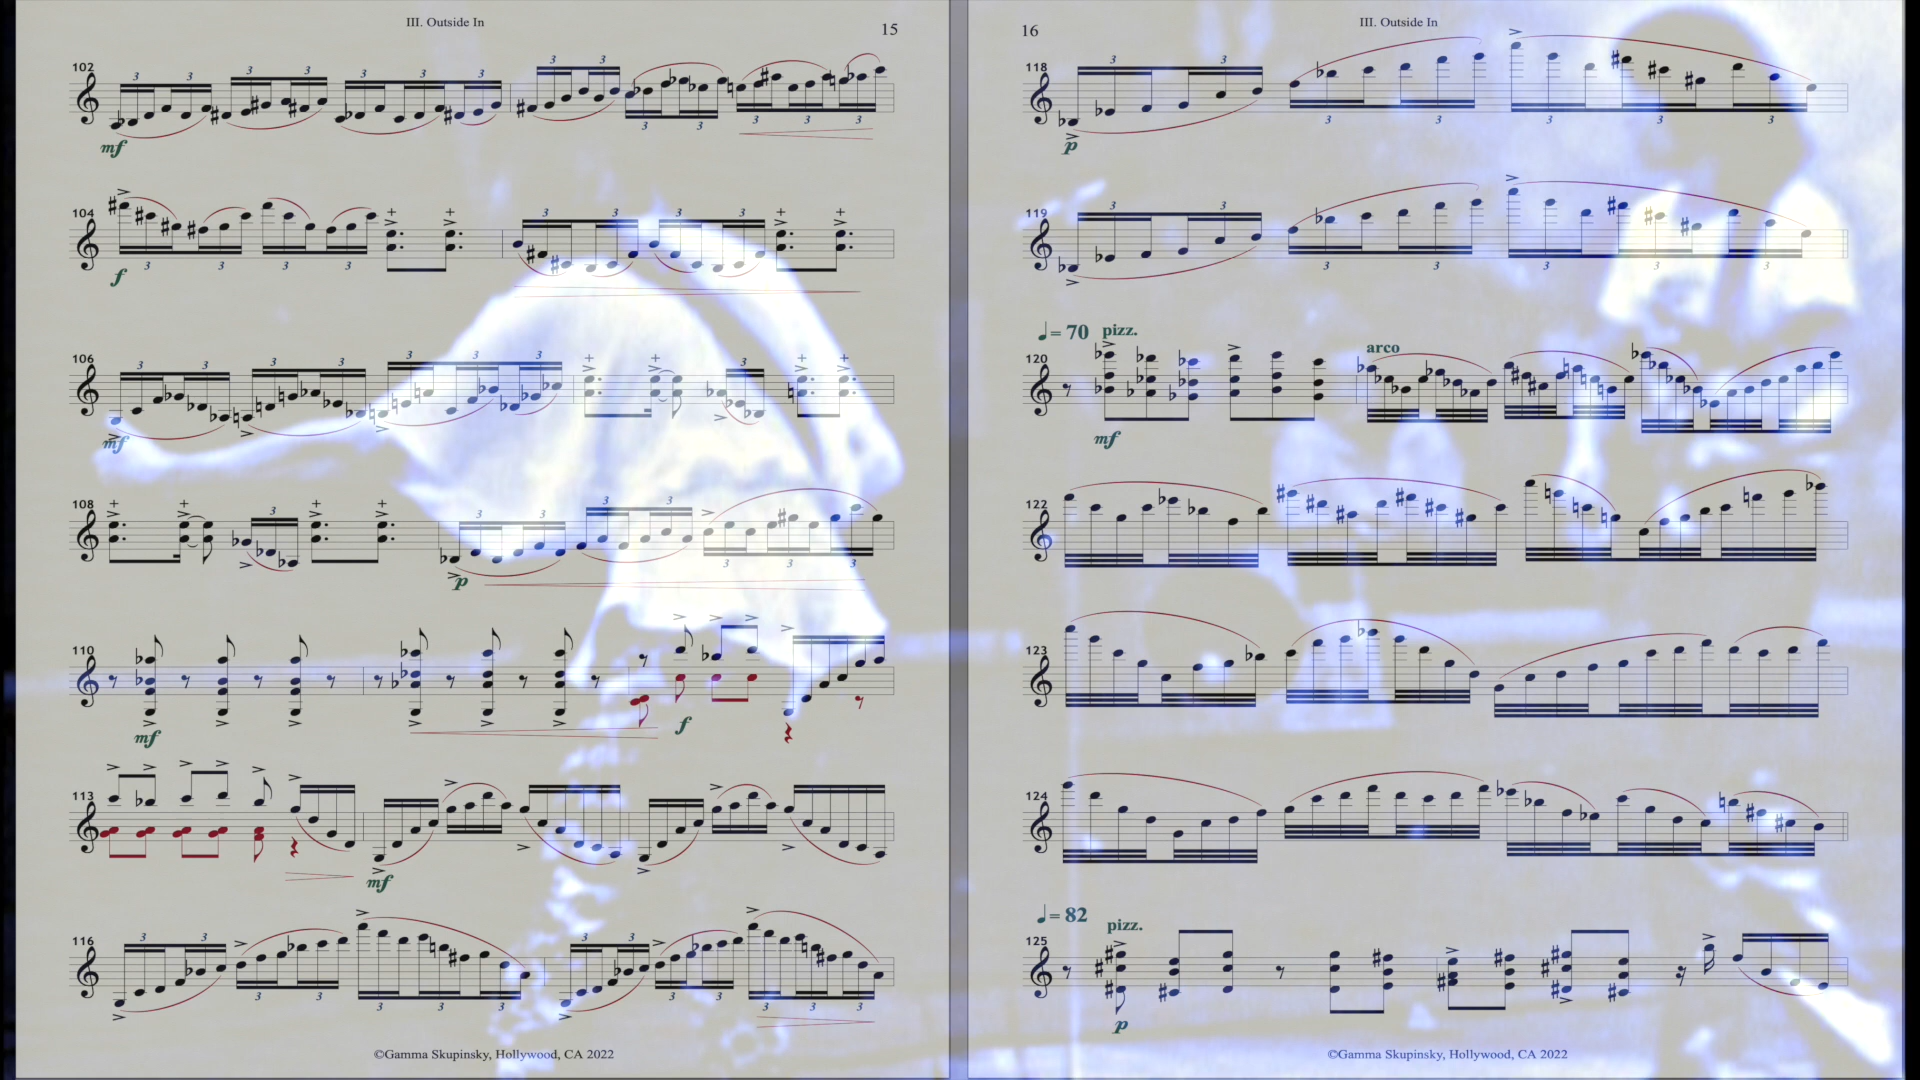 III. Outside In
15
102
mf
104
f
106
mf
108
p
110
mf
f
113
mf
116
©Gamma Skupinsky, Hollywood, CA 2022
III. Outside In
16
118
p
119
♩= 70 pizz.
arco
120
mf
122
123
124
♩= 82 pizz.
125
p
©Gamma Skupinsky, Hollywood, CA 2022